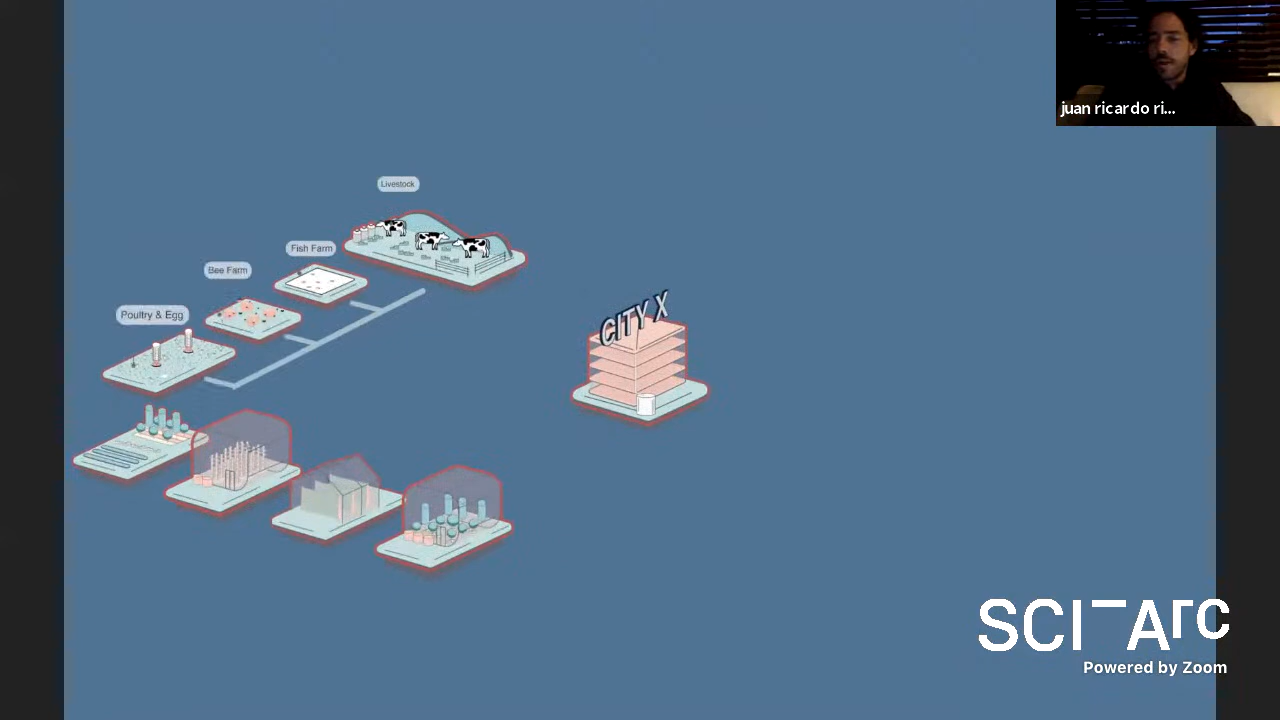 juan ricardo ri...
Livestock
Fish Farm
Bee Farm
Poultry & Egg
CITY X
SCI-Arc
Powered by Zoom